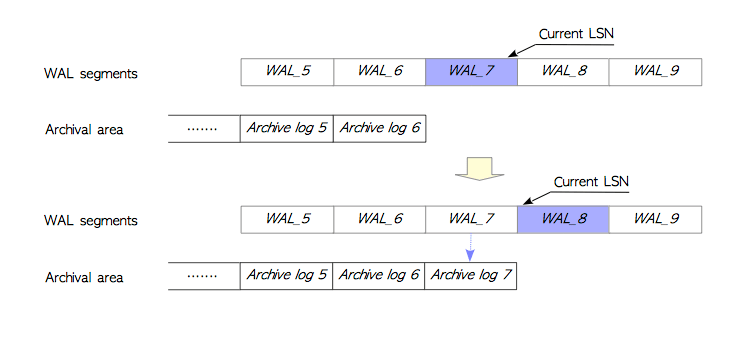 Current LSN
WAL segments WAL_5 WAL_6 WAL_7 WAL_8 WAL_9
Archival area ....... Archive log 5 Archive log 6
Current LSN
WAL segments WAL_5 WAL_6 WAL_7 WAL_8 WAL_9
Archival area ....... Archive log 5 Archive log 6 Archive log 7